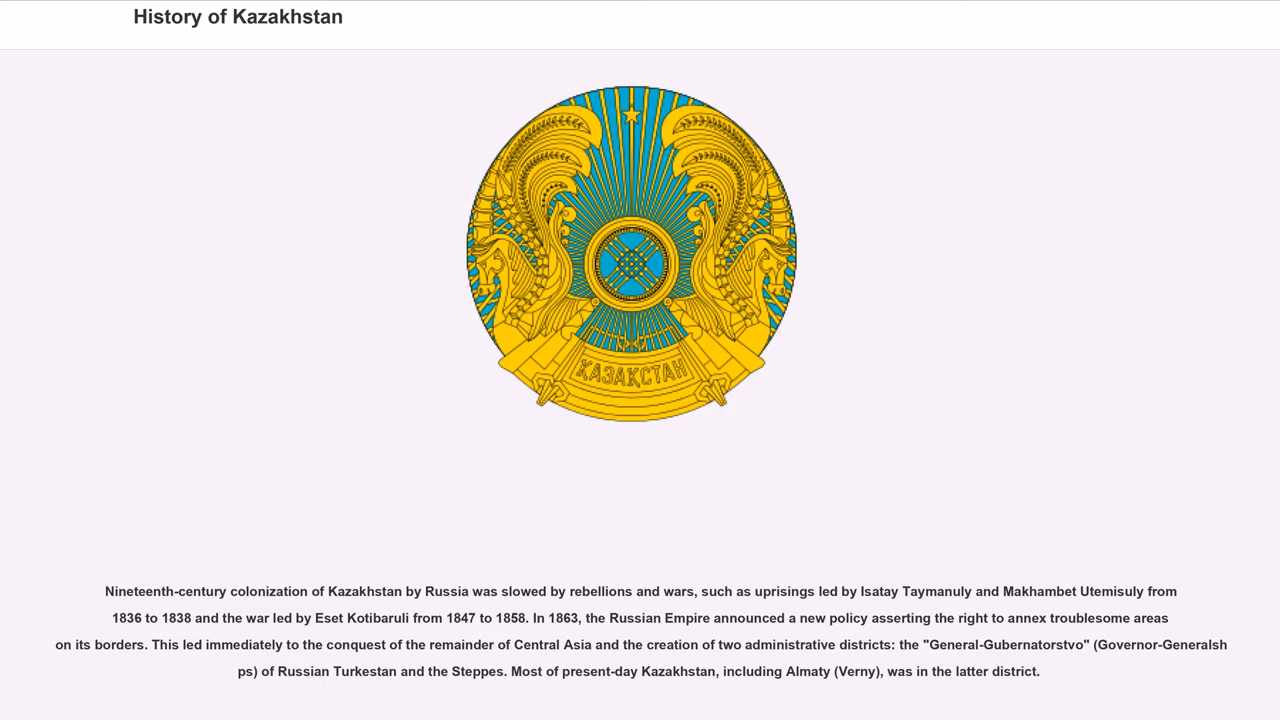 History of Kazakhstan
ҚАЗАҚСТАН
Nineteenth-century colonization of Kazakhstan by Russia was slowed by rebellions and wars, such as uprisings led by Isatay Taymanuly and Makhambet Utemisuly from
1836 to 1838 and the war led by Eset Kotibaruli from 1847 to 1858. In 1863, the Russian Empire announced a new policy asserting the right to annex troublesome areas
on its borders. This led immediately to the conquest of the remainder of Central Asia and the creation of two administrative districts: the "General-Gubernatorstvo" (Governor-Generalsh
ps) of Russian Turkestan and the Steppes. Most of present-day Kazakhstan, including Almaty (Verny), was in the latter district.